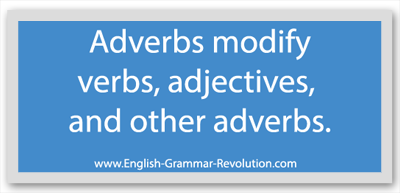 Adverbs modify
verbs, adjectives,
and other adverbs.
www.English-Grammar-Revolution.com